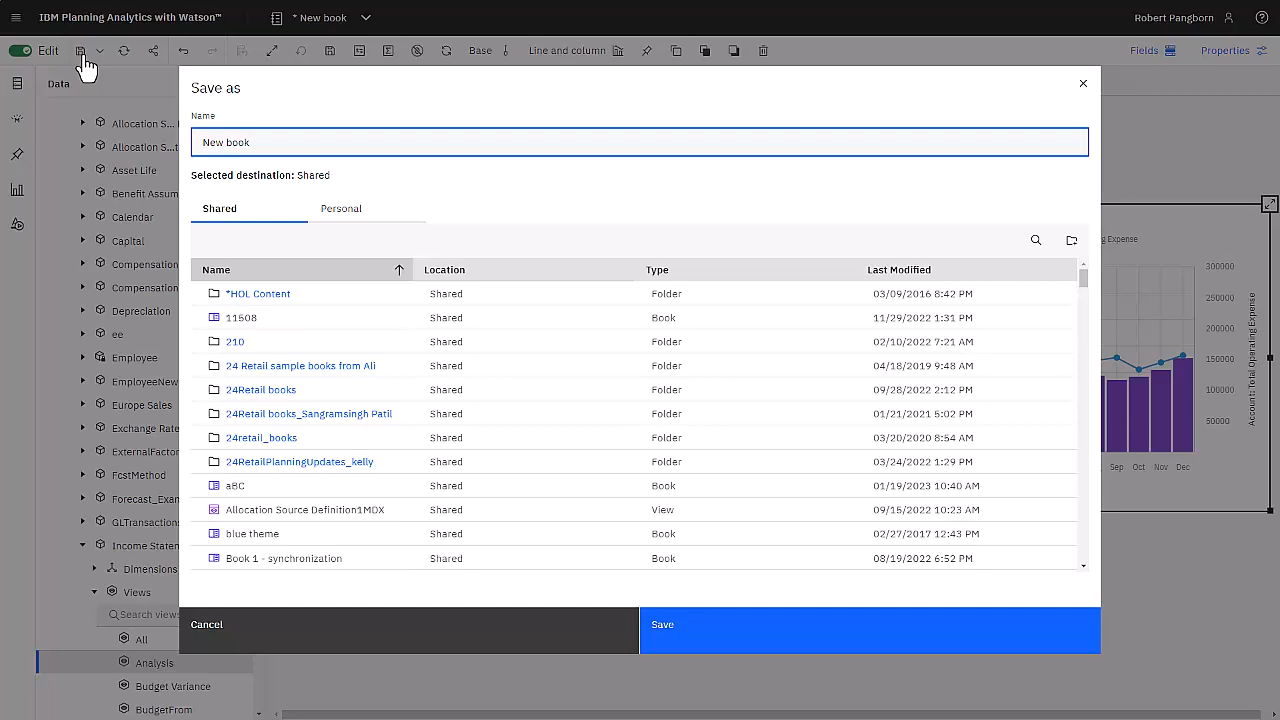 IBM Planning Analytics with Watson™
* New book
Robert Pangborn
Edit
Base
Line and column
Fields
Properties
Data
Allocation S...
Allocation S...t
Asset Life
Benefit Assum
Calendar
Capital
Compensation
Compensation
Depreciation
ee
Employee
EmployeeNew
Europe Sales
Exchange Rate
ExternalFactor
FcstMethod
Forecast_Exam
GLTransactions
Income Statem
Dimensions
Views
Search views
All
Analysis
Budget Variance
BudgetFrom
Save as
Name
New book
Selected destination: Shared
Shared Personal
Name Location Type Last Modified
*HOL Content Shared Folder 03/09/2016 8:42 PM
11508 Shared Book 11/29/2022 1:31 PM
210 Shared Folder 02/10/2022 7:21 AM
24 Retail sample books from Ali Shared Folder 04/18/2019 9:48 AM
24Retail books Shared Folder 09/28/2022 2:12 PM
24Retail books_Sangramsingh Patil Shared Folder 01/21/2021 5:02 PM
24retail_books Shared Folder 03/20/2020 8:54 AM
24RetailPlanningUpdates_kelly Shared Folder 03/24/2022 1:29 PM
aBC Shared Book 01/19/2023 10:40 AM
Allocation Source Definition1MDX Shared View 09/15/2022 10:23 AM
blue theme Shared Book 02/27/2017 12:43 PM
Book 1 - synchronization Shared Book 08/19/2022 6:52 PM
Cancel
Save
g Expense
300000
250000
200000
150000
100000
50000
Account: Total Operating Expense
Sep Oct Nov Dec